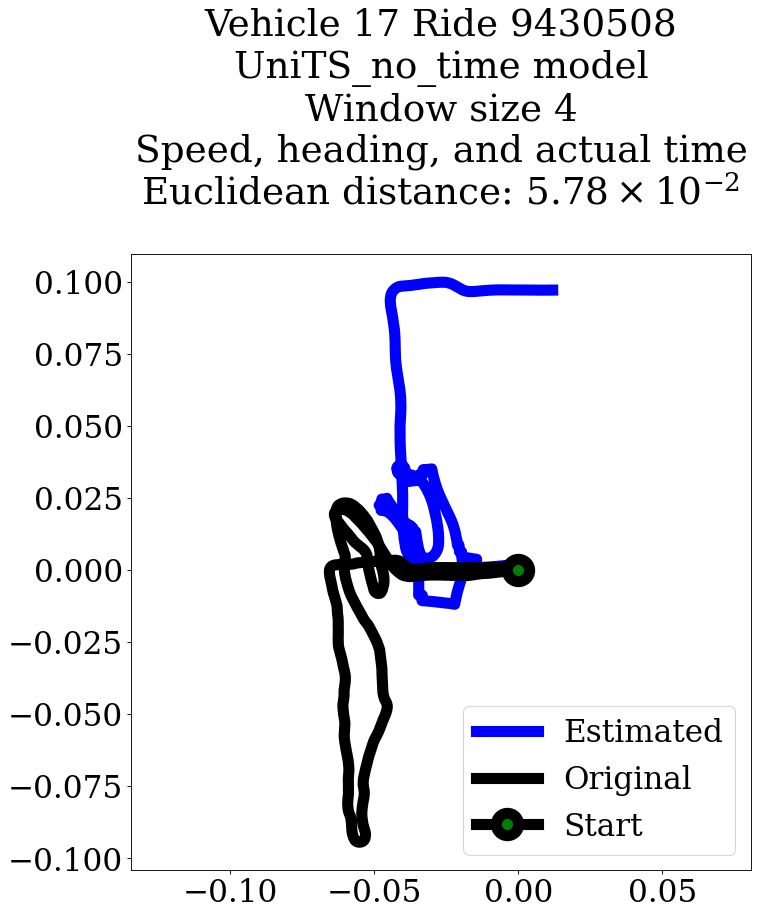 Vehicle 17 Ride 9430508
UniTS_no_time model
Window size 4
Speed, heading, and actual time
Euclidean distance: 5.78 × 10⁻²
0.100
0.075
0.050
0.025
0.000
−0.025
−0.050
−0.075
−0.100
−0.10 −0.05 0.00 0.05
Estimated
Original
Start